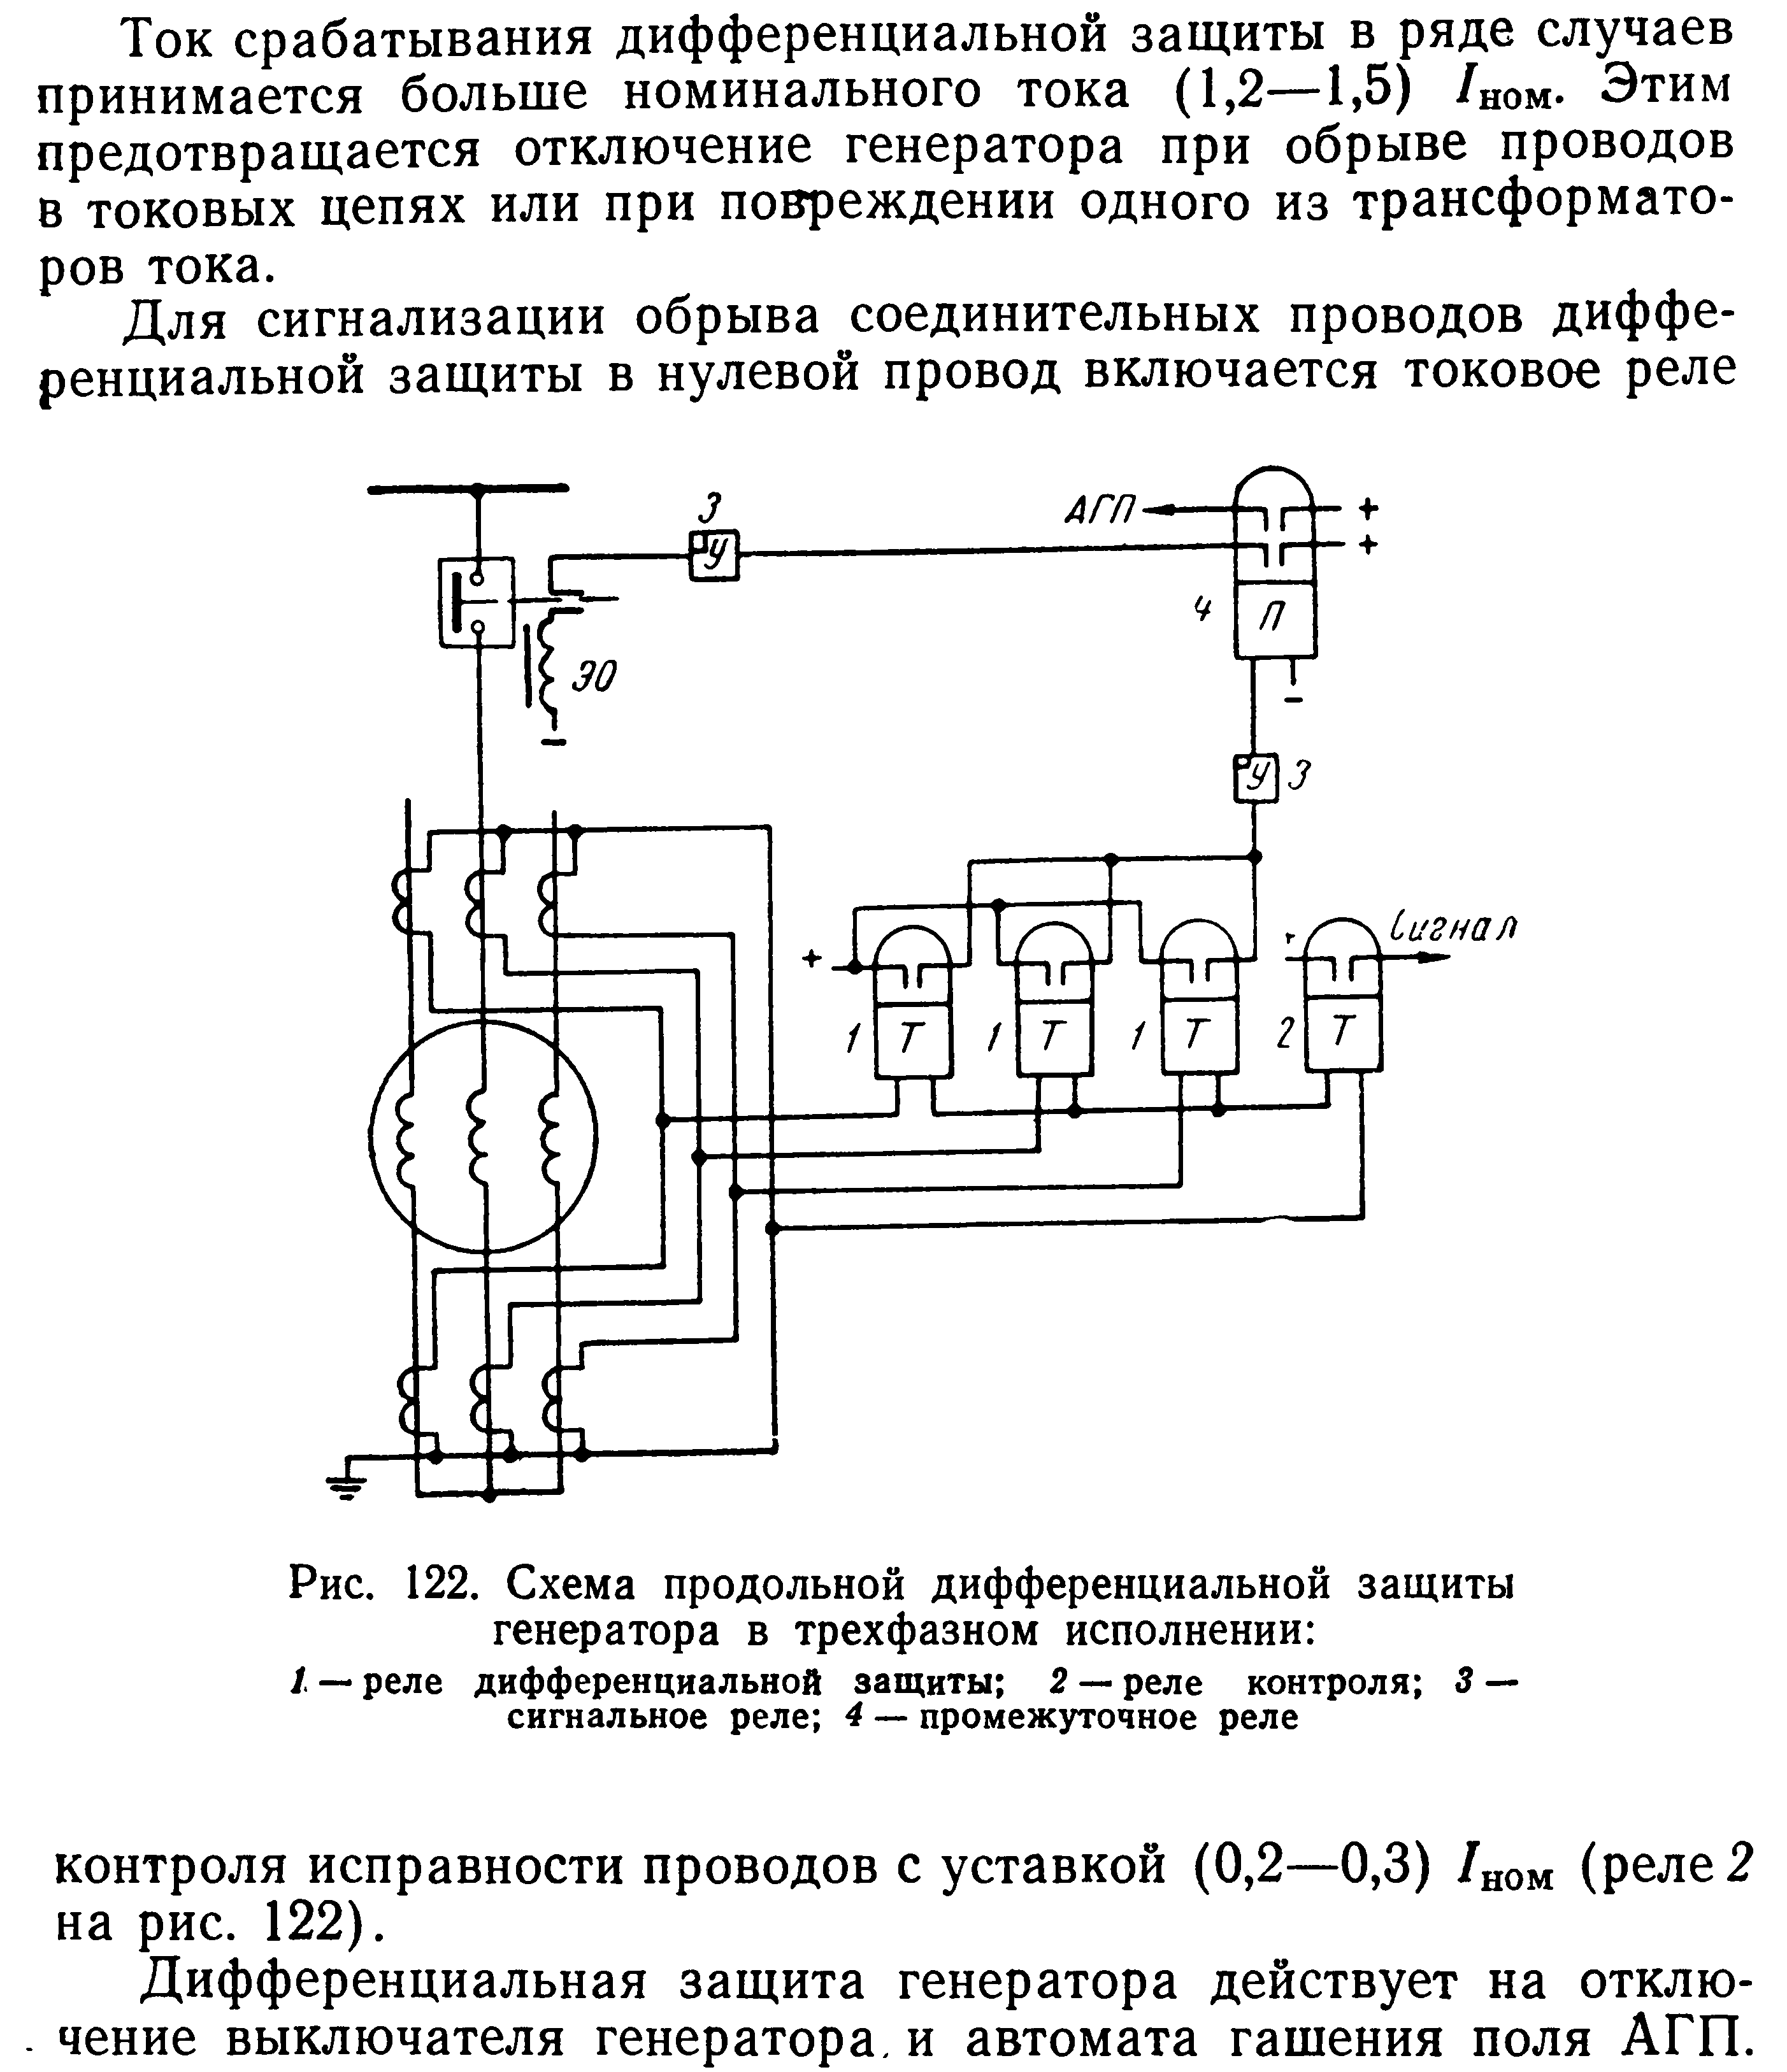 Ток срабатывания дифференциальной защиты в ряде случаев
принимается больше номинального тока (1,2—1,5) Iном. Этим
предотвращается отключение генератора при обрыве проводов
в токовых цепях или при повреждении одного из трансформато-
ров тока.
Для сигнализации обрыва соединительных проводов диффе-
ренциальной защиты в нулевой провод включается токовое реле
3
АГП
+
У
+
4
П
ЭО
-
-
У
3
Сигнал
+
+
1
Т
1
Т
1
Т
2
Т
Рис. 122. Схема продольной дифференциальной защиты
генератора в трехфазном исполнении:
1 — реле дифференциальной защиты; 2 — реле контроля; 3 —
сигнальное реле; 4 — промежуточное реле
контроля исправности проводов с уставкой (0,2—0,3) Iном (реле 2
на рис. 122).
Дифференциальная защита генератора действует на отклю-
чение выключателя генератора и автомата гашения поля АГП.